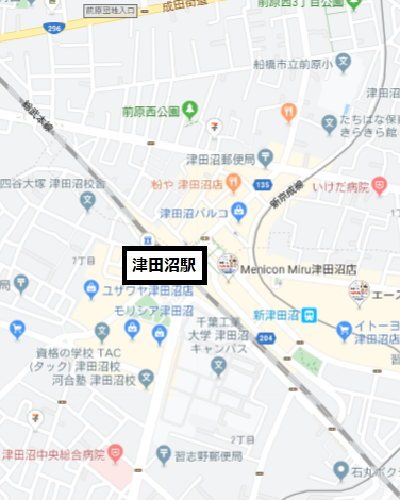 前原団地入口
成田街道
前原西3丁目公園
296
船橋市立前原小
津田沼
前原西公園
たちばな保
きらきら館
総武本線
津田沼郵便局
四谷大塚 津田沼校舎
粉や 津田沼店
135
いけだ病院
新京成線
津田沼パルコ
7丁目
津田沼駅
Menicon Miru津田沼店
ユザワヤ津田沼店
エース
モリシア津田沼
千葉工業
大学 津田沼
キャンパス
新津田沼
イトーヨ
津田沼店
284
資格の学校 TAC
(タック) 津田沼校
河合塾 津田沼校
2丁目
津田沼中央総合病院
習志野郵便局
石丸ボクシ